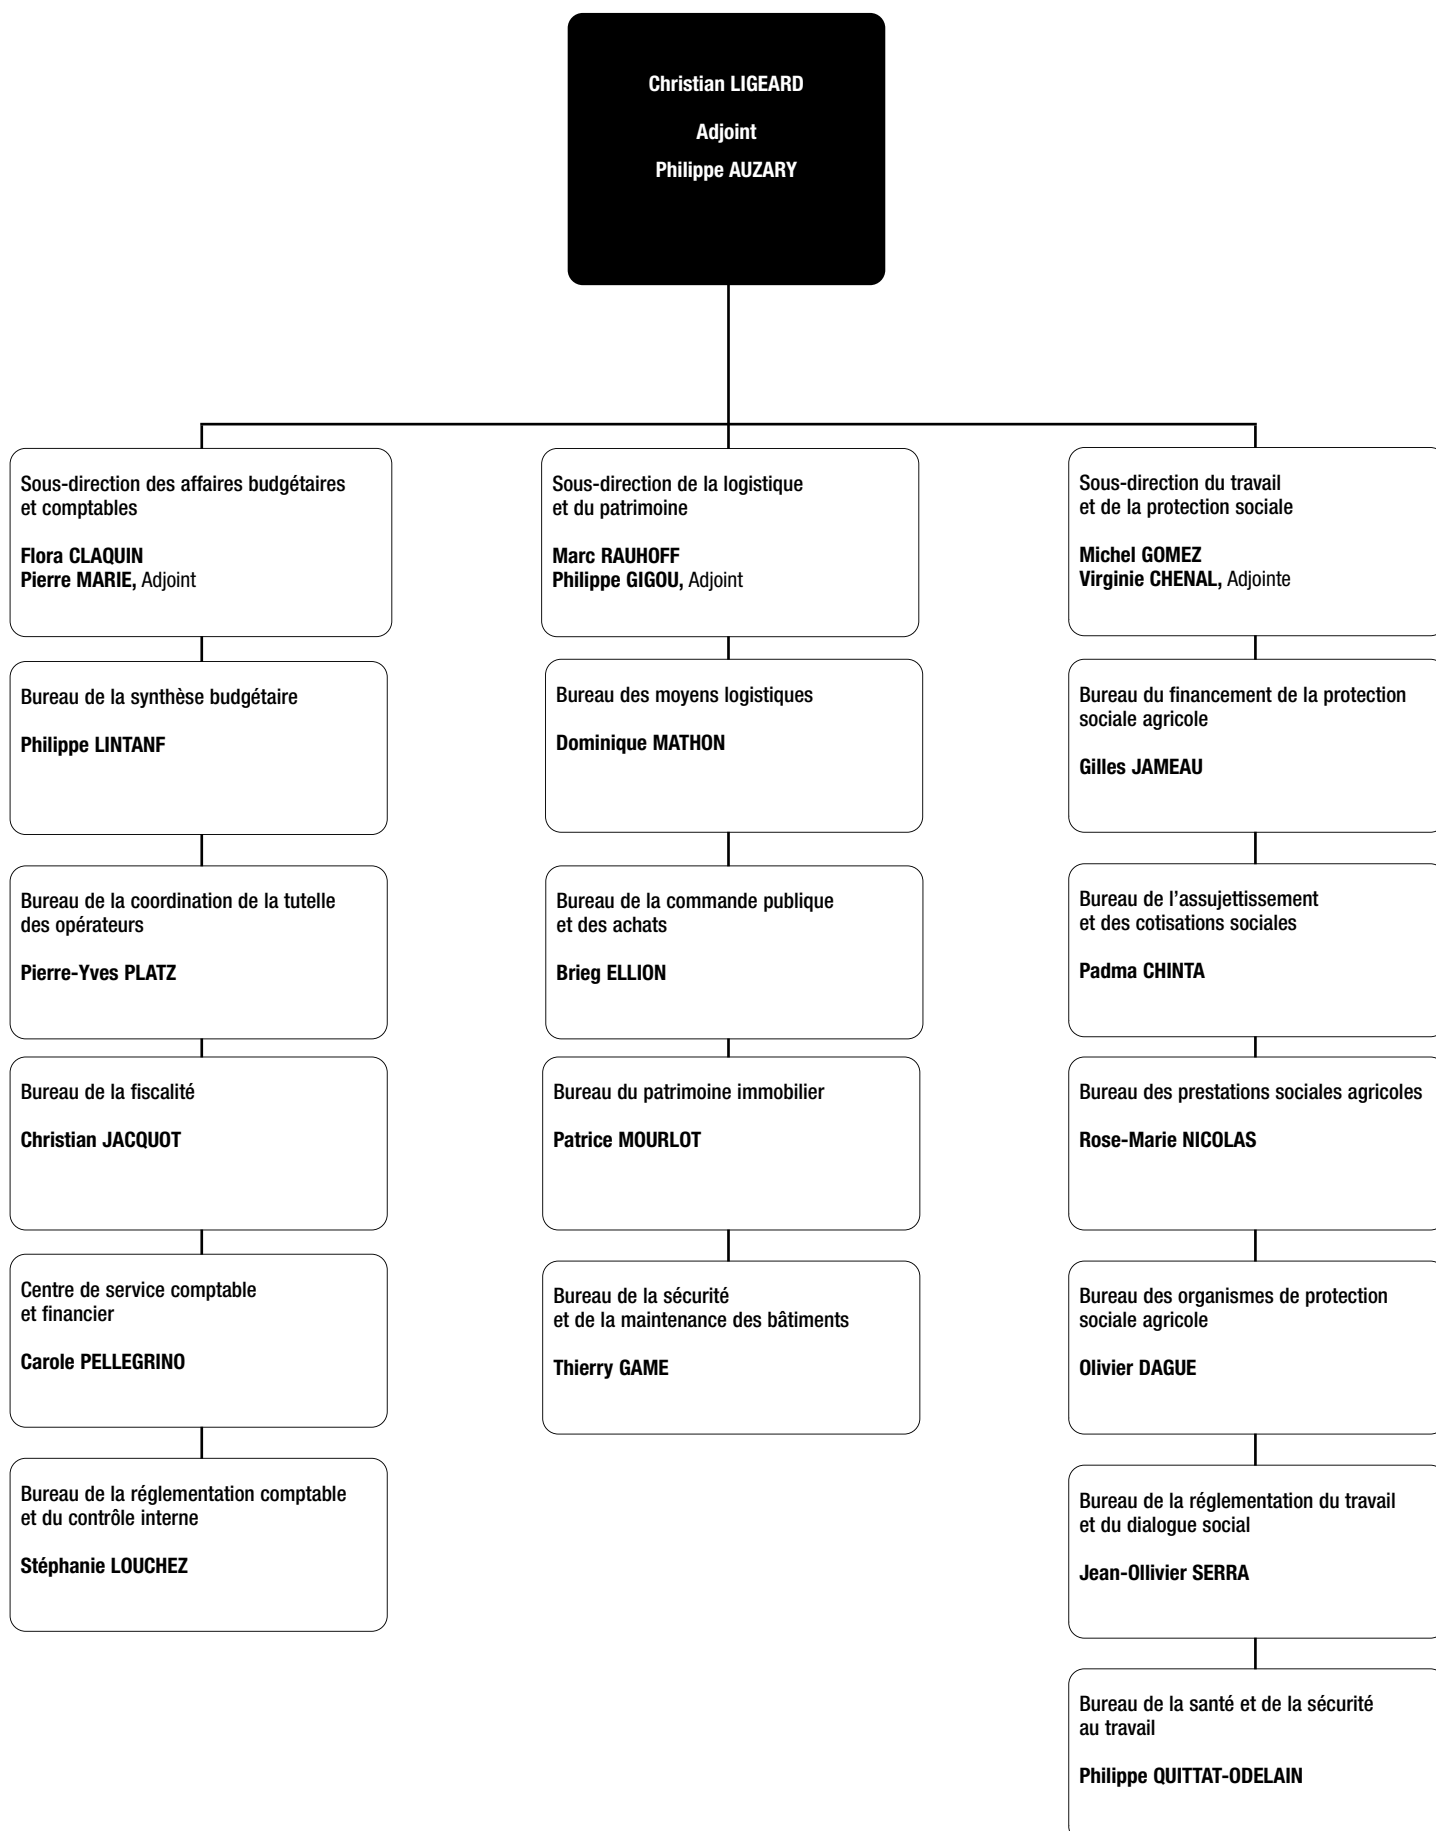 Christian LIGEARD
Adjoint
Philippe AUZARY
Sous-direction des affaires budgétaires
et comptables
Flora CLAQUIN
Pierre MARIE, Adjoint
Bureau de la synthèse budgétaire
Philippe LINTANF
Bureau de la coordination de la tutelle
des opérateurs
Pierre-Yves PLATZ
Bureau de la fiscalité
Christian JACQUOT
Centre de service comptable
et financier
Carole PELLEGRINO
Bureau de la réglementation comptable
et du contrôle interne
Stéphanie LOUCHEZ
Sous-direction de la logistique
et du patrimoine
Marc RAUHOFF
Philippe GIGOU, Adjoint
Bureau des moyens logistiques
Dominique MATHON
Bureau de la commande publique
et des achats
Brieg ELLION
Bureau du patrimoine immobilier
Patrice MOURLOT
Bureau de la sécurité
et de la maintenance des bâtiments
Thierry GAME
Sous-direction du travail
et de la protection sociale
Michel GOMEZ
Virginie CHENAL, Adjointe
Bureau du financement de la protection
sociale agricole
Gilles JAMEAU
Bureau de l'assujettissement
et des cotisations sociales
Padma CHINTA
Bureau des prestations sociales agricoles
Rose-Marie NICOLAS
Bureau des organismes de protection
sociale agricole
Olivier DAGUE
Bureau de la réglementation du travail
et du dialogue social
Jean-Ollivier SERRA
Bureau de la santé et de la sécurité
au travail
Philippe QUITTAT-ODELAIN